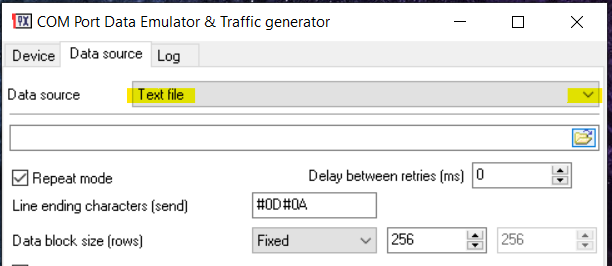 COM Port Data Emulator & Traffic generator
Device Data source Log
Data source Text file
Repeat mode Delay between retries (ms) 0
Line ending characters (send) #0D#0A
Data block size (rows) Fixed 256 256